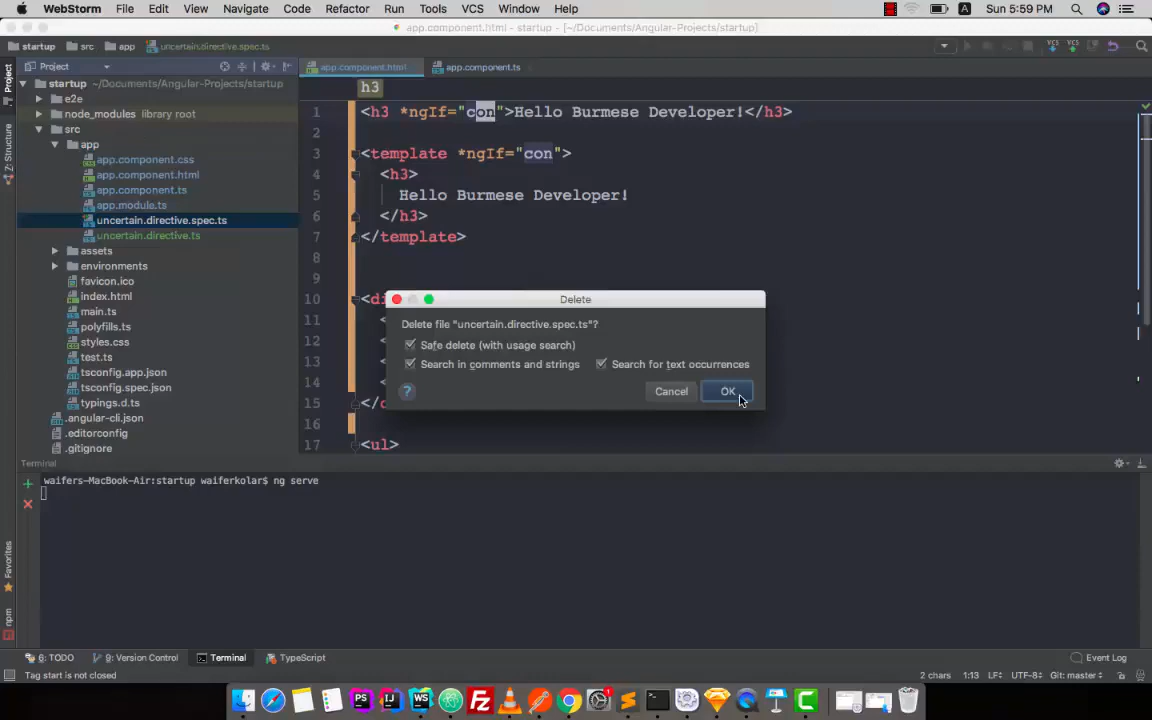 WebStorm File Edit View Navigate Code Refactor Run Tools VCS Window Help Sun 5:59 PM
app.component.html - startup - [~/Documents/Angular-Projects/startup]
startup src app uncertain.directive.spec.ts
Project app.component.html app.component.ts
1: Project
Z: Structure
Favorites
npm
startup ~/Documents/Angular-Projects/startup
e2e
node_modules library root
src
app
app.component.css
app.component.html
app.component.ts
app.module.ts
uncertain.directive.spec.ts
uncertain.directive.ts
assets
environments
favicon.ico
index.html
main.ts
polyfills.ts
styles.css
test.ts
tsconfig.app.json
tsconfig.spec.json
typings.d.ts
.angular-cli.json
.editorconfig
.gitignore
h3
1 <h3 *ngIf="con">Hello Burmese Developer!</h3>
2
3 <template *ngIf="con">
4 <h3>
5 Hello Burmese Developer!
6 </h3>
7 </template>
8
9
10 <di
11 <
12 <
13 <
14 <
15 </d
16
17 <ul>
Delete
Delete file "uncertain.directive.spec.ts"?
Safe delete (with usage search)
Search in comments and strings Search for text occurrences
? Cancel OK
Terminal
waifers-MacBook-Air:startup waiferkolar$ ng serve
6: TODO 9: Version Control Terminal TypeScript Event Log
Tag start is not closed 2 chars 1:13 LF UTF-8 Git: master